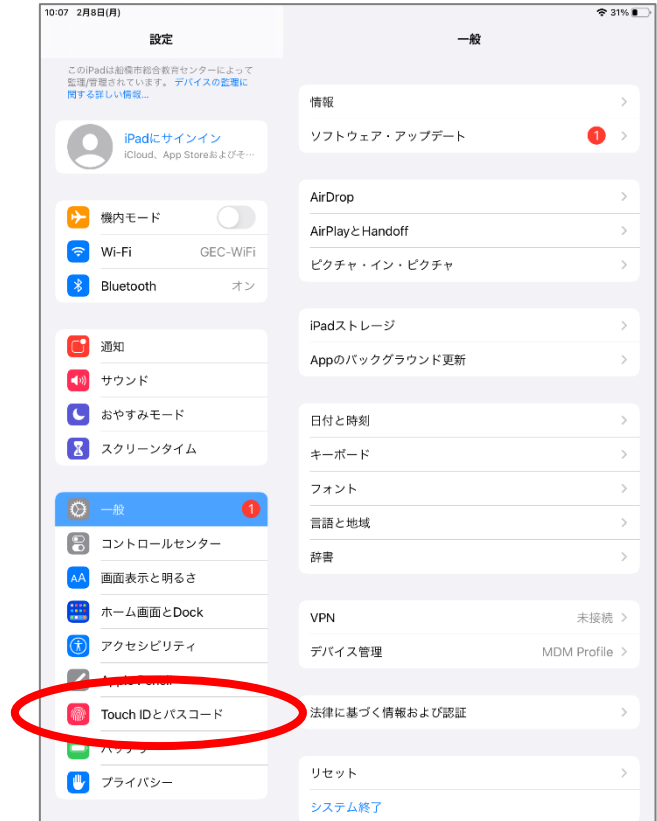 10:07 2月8日(月)
31%
設定
一般
このiPadは船橋市総合教育センターによって
監理/管理されています。デバイスの監理に
関する詳しい情報...
iPadにサインイン
iCloud、App Storeおよびそ…
機内モード
Wi-Fi GEC-WiFi
Bluetooth オン
通知
サウンド
おやすみモード
スクリーンタイム
一般 1
コントロールセンター
AA 画面表示と明るさ
ホーム画面とDock
アクセシビリティ
Apple Pencil
Touch IDとパスコード
バッテリー
プライバシー
情報
ソフトウェア・アップデート 1
AirDrop
AirPlayとHandoff
ピクチャ・イン・ピクチャ
iPadストレージ
Appのバックグラウンド更新
日付と時刻
キーボード
フォント
言語と地域
辞書
VPN 未接続
デバイス管理 MDM Profile
法律に基づく情報および認証
リセット
システム終了